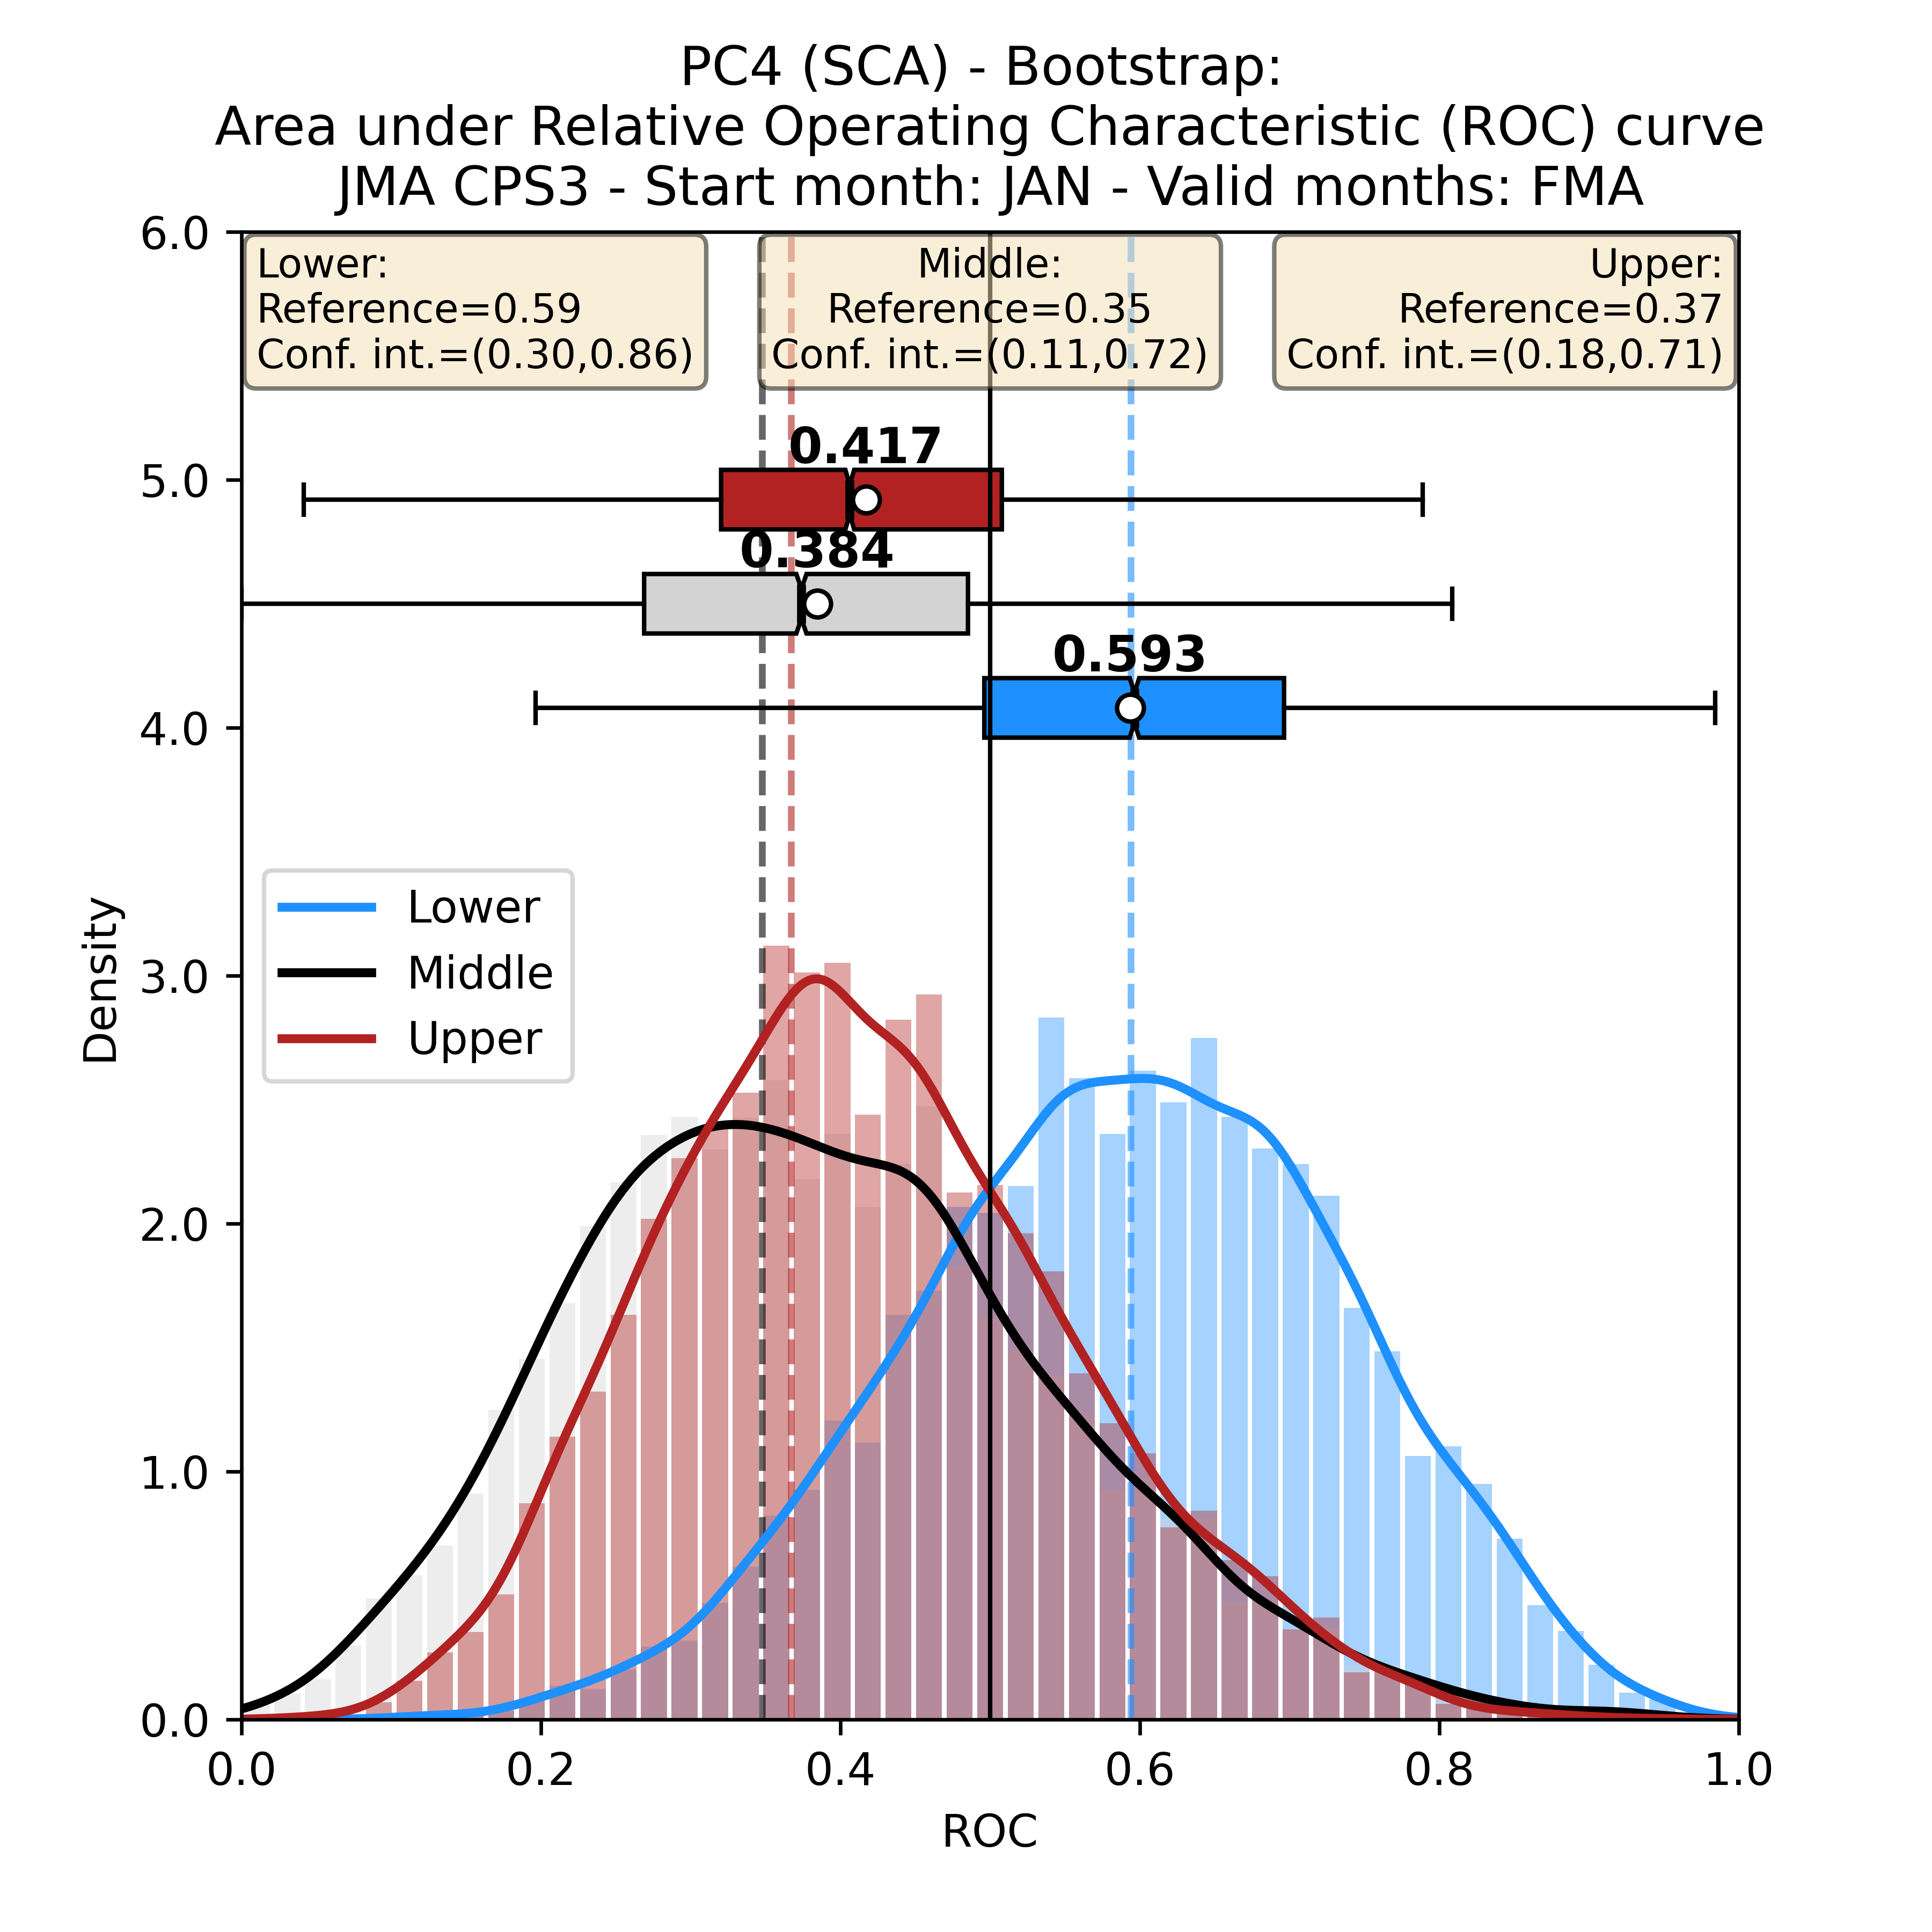 PC4 (SCA) - Bootstrap:
Area under Relative Operating Characteristic (ROC) curve
JMA CPS3 - Start month: JAN - Valid months: FMA
Lower:
Reference=0.59
Conf. int.=(0.30,0.86)
Middle:
Reference=0.35
Conf. int.=(0.11,0.72)
Upper:
Reference=0.37
Conf. int.=(0.18,0.71)
0.417
0.384
0.593
Lower
Middle
Upper
Density
6.0
5.0
4.0
3.0
2.0
1.0
0.0
0.0 0.2 0.4 0.6 0.8 1.0
ROC